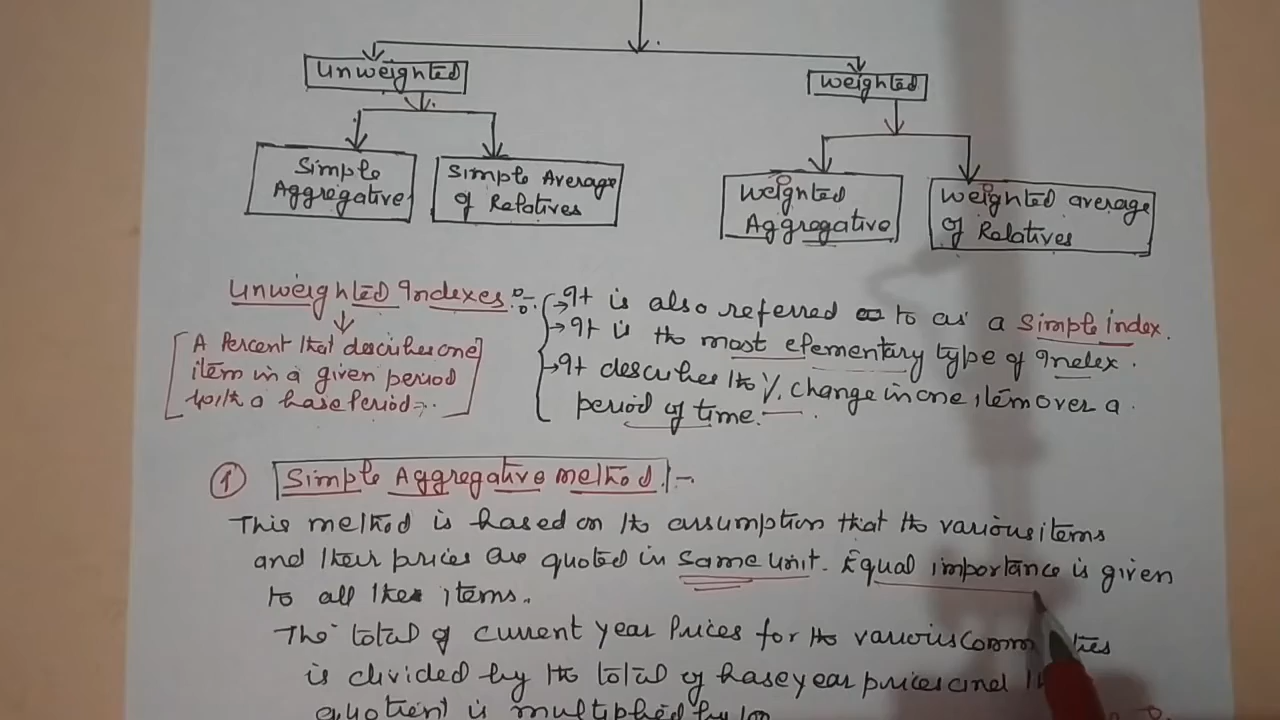 Unweighted
Weighted
Simple
Aggregative
Simple Average
of Relatives
Weighted
Aggregative
Weighted average
of Relatives
Unweighted Indexes :-
A Percent that describes one
item in a given period
with a base Period:-
→ It is also referred to as a Simple index.
→ It is the most elementary type of Index.
→ It describes the % change in one item over a
period of time.
① Simple Aggregative method :-
This method is based on the assumption that the various items
and their prices are quoted in Same unit. Equal importance is given
to all the items.
The total of current year Prices for the various
is divided by the total of base year prices and
quotient is multiplied by